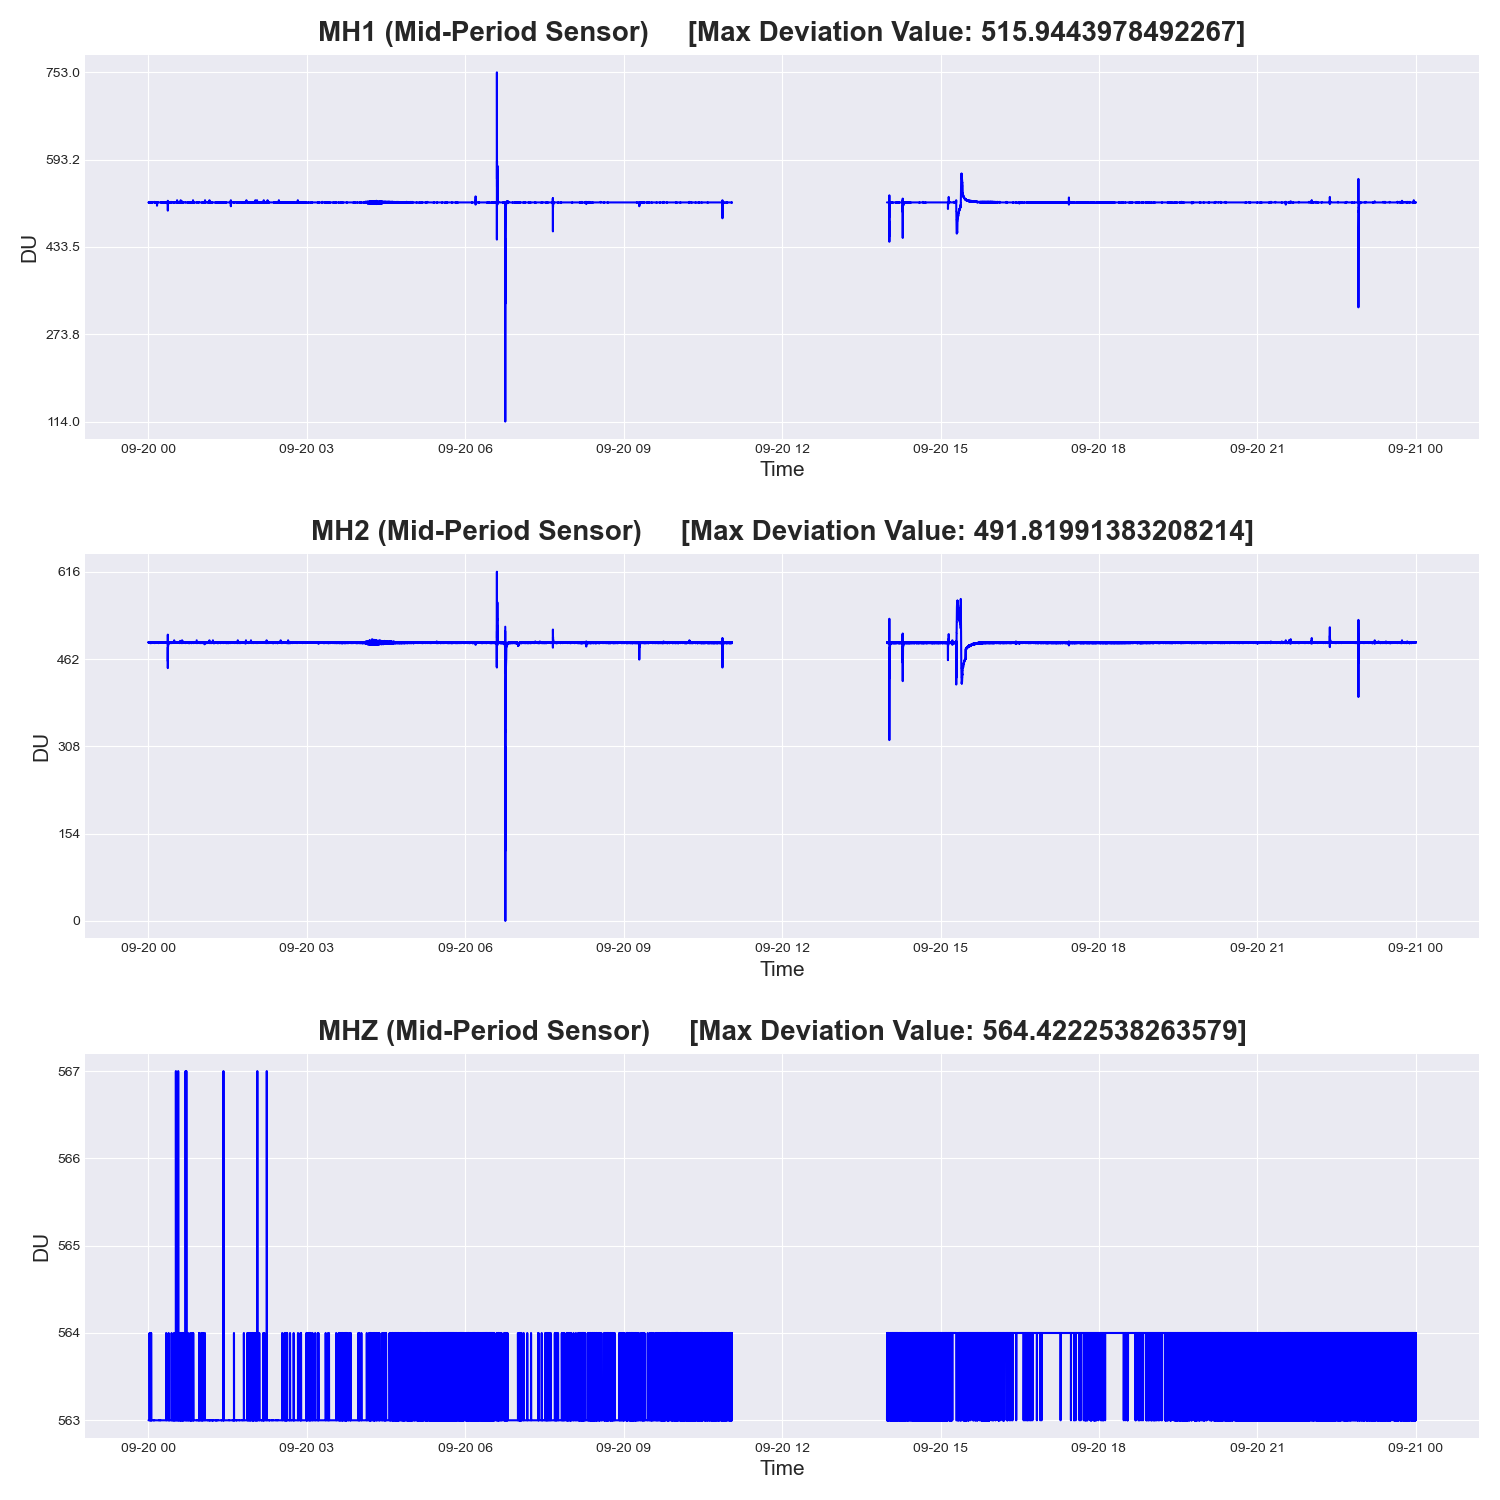 MH1 (Mid-Period Sensor) [Max Deviation Value: 515.9443978492267]
753.0
593.2
433.5
273.8
114.0
DU
09-20 00 09-20 03 09-20 06 09-20 09 09-20 12 09-20 15 09-20 18 09-20 21 09-21 00
Time
MH2 (Mid-Period Sensor) [Max Deviation Value: 491.81991383208214]
616
462
308
154
0
DU
09-20 00 09-20 03 09-20 06 09-20 09 09-20 12 09-20 15 09-20 18 09-20 21 09-21 00
Time
MHZ (Mid-Period Sensor) [Max Deviation Value: 564.4222538263579]
567
566
565
564
563
DU
09-20 00 09-20 03 09-20 06 09-20 09 09-20 12 09-20 15 09-20 18 09-20 21 09-21 00
Time